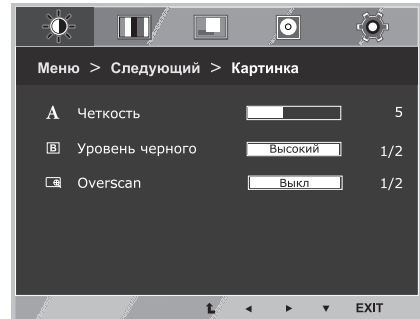 Меню > Следующий > Картинка
A Четкость 5
B Уровень черного Высокий 1/2
Overscan Выкл 1/2
EXIT